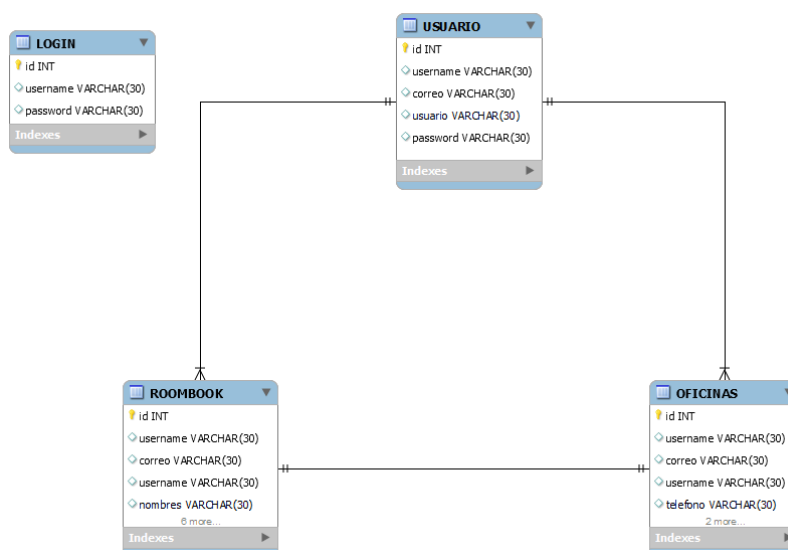 LOGIN
id INT
username VARCHAR(30)
password VARCHAR(30)
Indexes
USUARIO
id INT
username VARCHAR(30)
correo VARCHAR(30)
usuario VARCHAR(30)
password VARCHAR(30)
Indexes
ROOMBOOK
id INT
username VARCHAR(30)
correo VARCHAR(30)
username VARCHAR(30)
nombres VARCHAR(30)
6 more...
Indexes
OFICINAS
id INT
username VARCHAR(30)
correo VARCHAR(30)
username VARCHAR(30)
telefono VARCHAR(30)
2 more...
Indexes